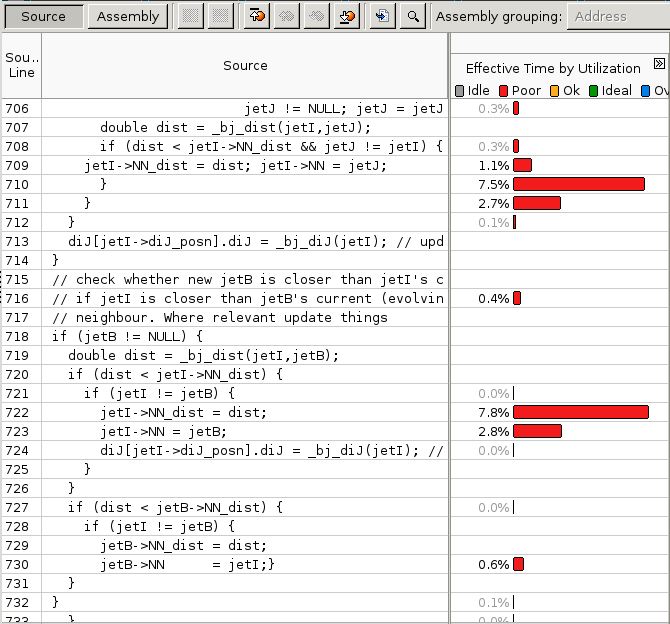 Source Assembly Assembly grouping: Address
Sou.. Line Source Effective Time by Utilization
Idle Poor Ok Ideal Ov
706 jetJ != NULL; jetJ = jetJ 0.3%
707 double dist = _bj_dist(jetI,jetJ);
708 if (dist < jetI->NN_dist && jetJ != jetI) { 0.3%
709 jetI->NN_dist = dist; jetI->NN = jetJ; 1.1%
710 } 7.5%
711 } 2.7%
712 } 0.1%
713 diJ[jetI->diJ_posn].diJ = _bj_diJ(jetI); // upd
714 }
715 // check whether new jetB is closer than jetI's c
716 // if jetI is closer than jetB's current (evolvin 0.4%
717 // neighbour. Where relevant update things
718 if (jetB != NULL) {
719 double dist = _bj_dist(jetI,jetB);
720 if (dist < jetI->NN_dist) {
721 if (jetI != jetB) { 0.0%
722 jetI->NN_dist = dist; 7.8%
723 jetI->NN = jetB; 2.8%
724 diJ[jetI->diJ_posn].diJ = _bj_diJ(jetI); // 0.0%
725 }
726 }
727 if (dist < jetB->NN_dist) { 0.0%
728 if (jetI != jetB) {
729 jetB->NN_dist = dist;
730 jetB->NN = jetI;} 0.6%
731 }
732 } 0.1%
733 } 0.0%